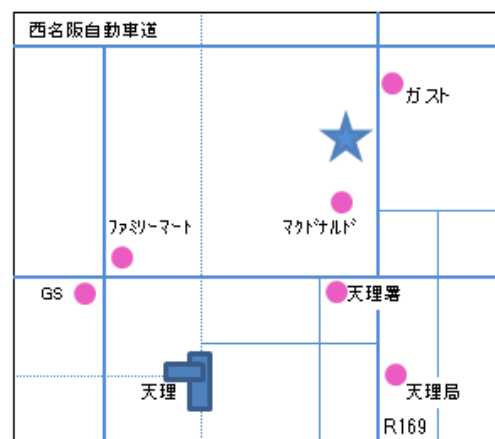 西名阪自動車道
ガスト
ファミリーマート
マクドナルド
GS
天理署
天理
天理局
R169